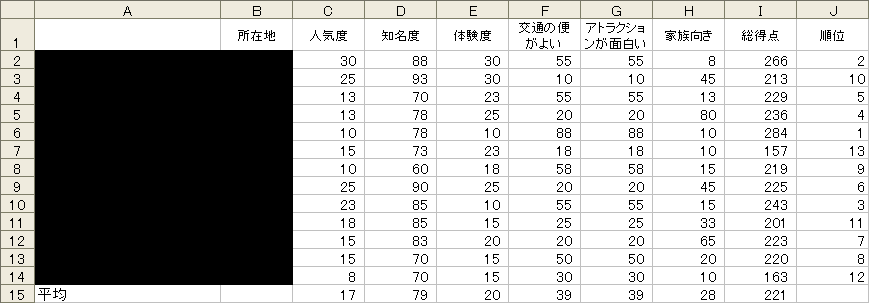 A B C D E F G H I J
1 所在地 人気度 知名度 体験度 交通の便がよい アトラクションが面白い 家族向き 総得点 順位
2 30 88 30 55 55 8 266 2
3 25 93 30 10 10 45 213 10
4 13 70 23 55 55 13 229 5
5 13 78 25 20 20 80 236 4
6 10 78 10 88 88 10 284 1
7 15 73 23 18 18 10 157 13
8 10 60 18 58 58 15 219 9
9 25 90 25 20 20 45 225 6
10 23 85 10 55 55 15 243 3
11 18 85 15 25 25 33 201 11
12 15 83 20 20 20 65 223 7
13 15 70 15 50 50 20 220 8
14 8 70 15 30 30 10 163 12
15 平均 17 79 20 39 39 28 221